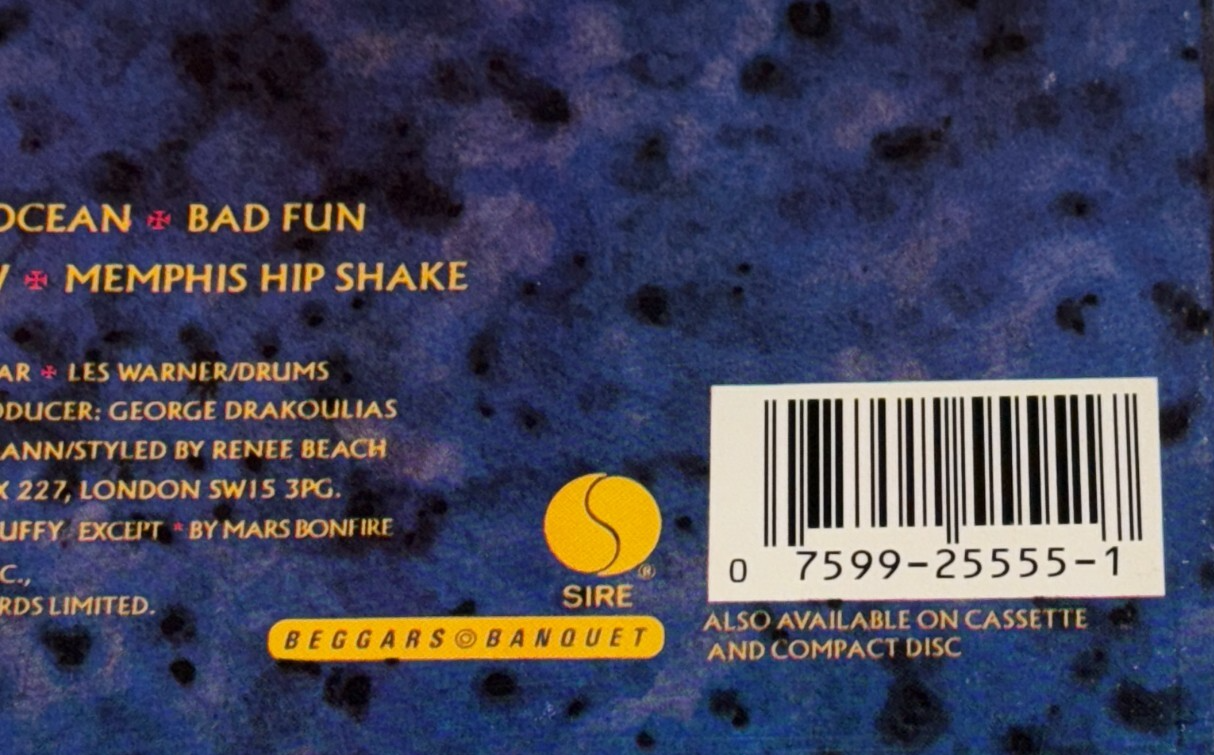 OCEAN ✠ BAD FUN
✠ MEMPHIS HIP SHAKE
AR ✠ LES WARNER/DRUMS
ODUCER: GEORGE DRAKOULIAS
ANN/STYLED BY RENEE BEACH
X 227, LONDON SW15 3PG.
UFFY EXCEPT * BY MARS BONFIRE
C.,
RDS LIMITED.
®
SIRE
BEGGARS BANQUET
0 7599-25555-1
ALSO AVAILABLE ON CASSETTE
AND COMPACT DISC